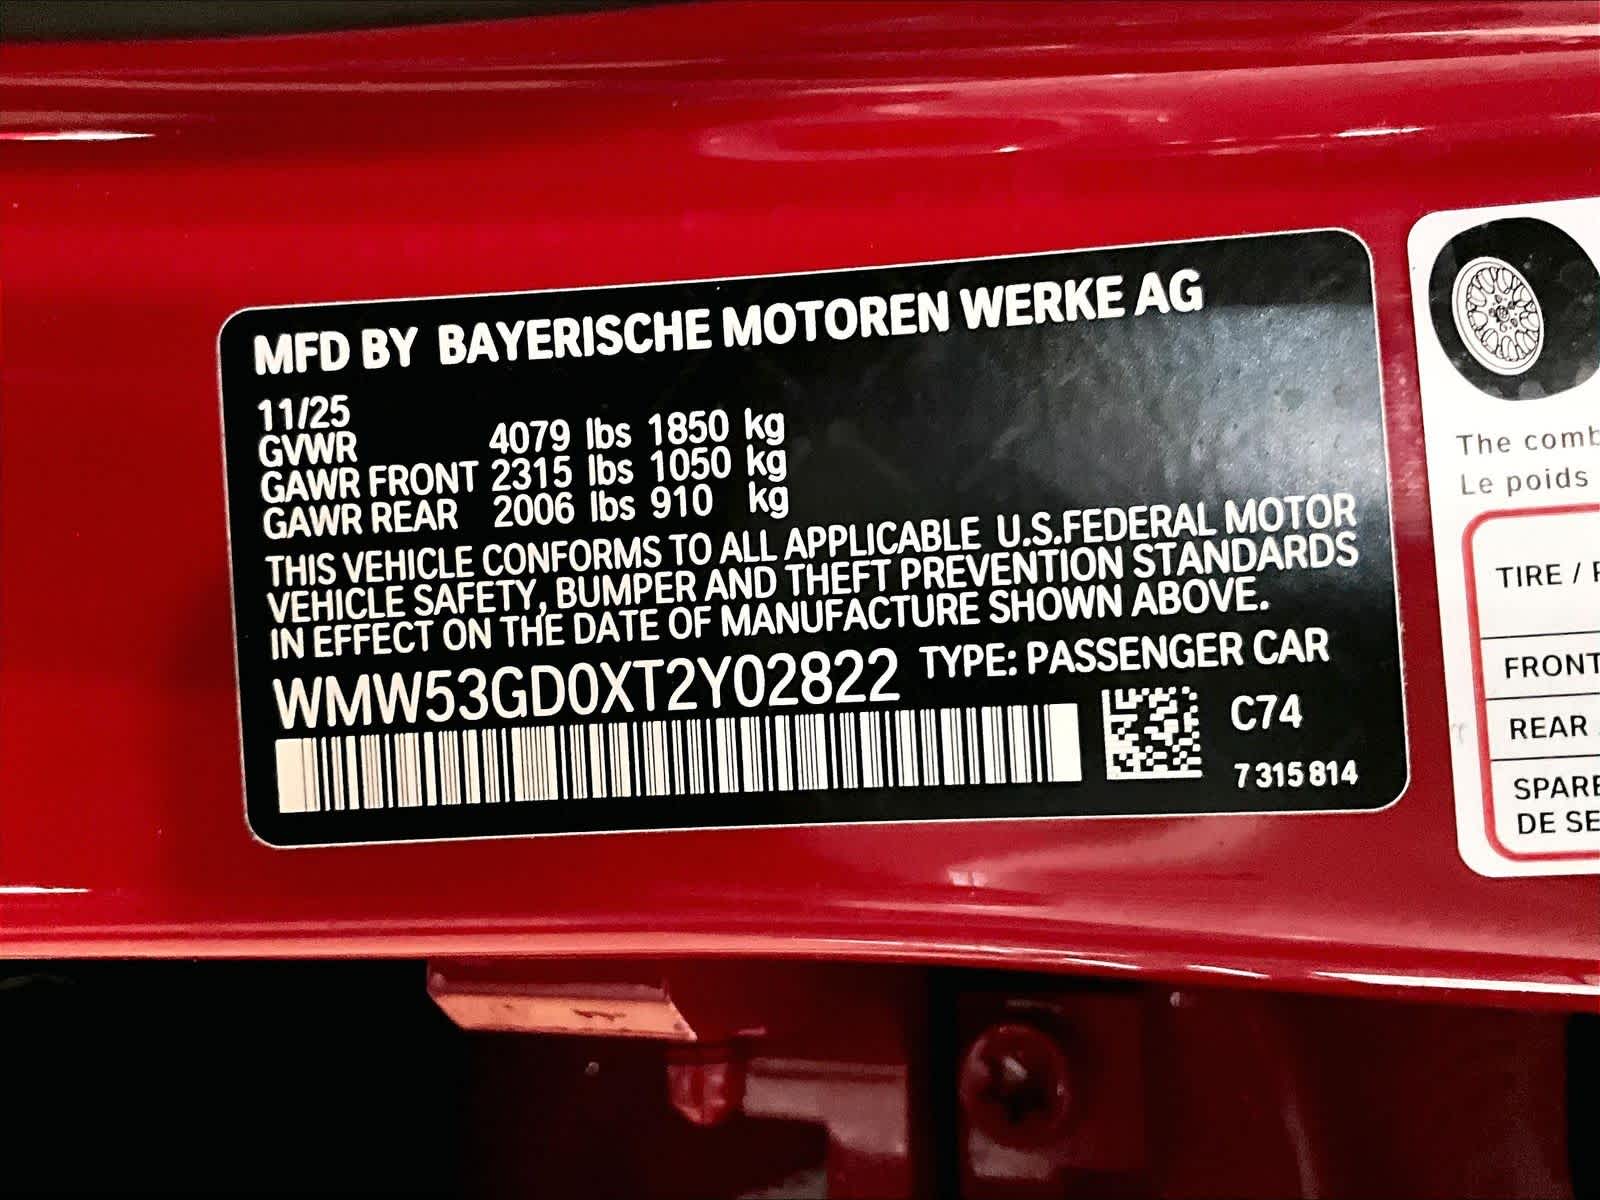 MFD BY BAYERISCHE MOTOREN WERKE AG
11/25
GVWR 4079 lbs 1850 kg
GAWR FRONT 2315 lbs 1050 kg
GAWR REAR 2006 lbs 910 kg
THIS VEHICLE CONFORMS TO ALL APPLICABLE U.S.FEDERAL MOTOR
VEHICLE SAFETY, BUMPER AND THEFT PREVENTION STANDARDS
IN EFFECT ON THE DATE OF MANUFACTURE SHOWN ABOVE.
WMW53GD0XT2Y02822 TYPE: PASSENGER CAR
C74
7 315 814
The comb
Le poids
TIRE /
FRONT
REAR
SPARE
DE SE